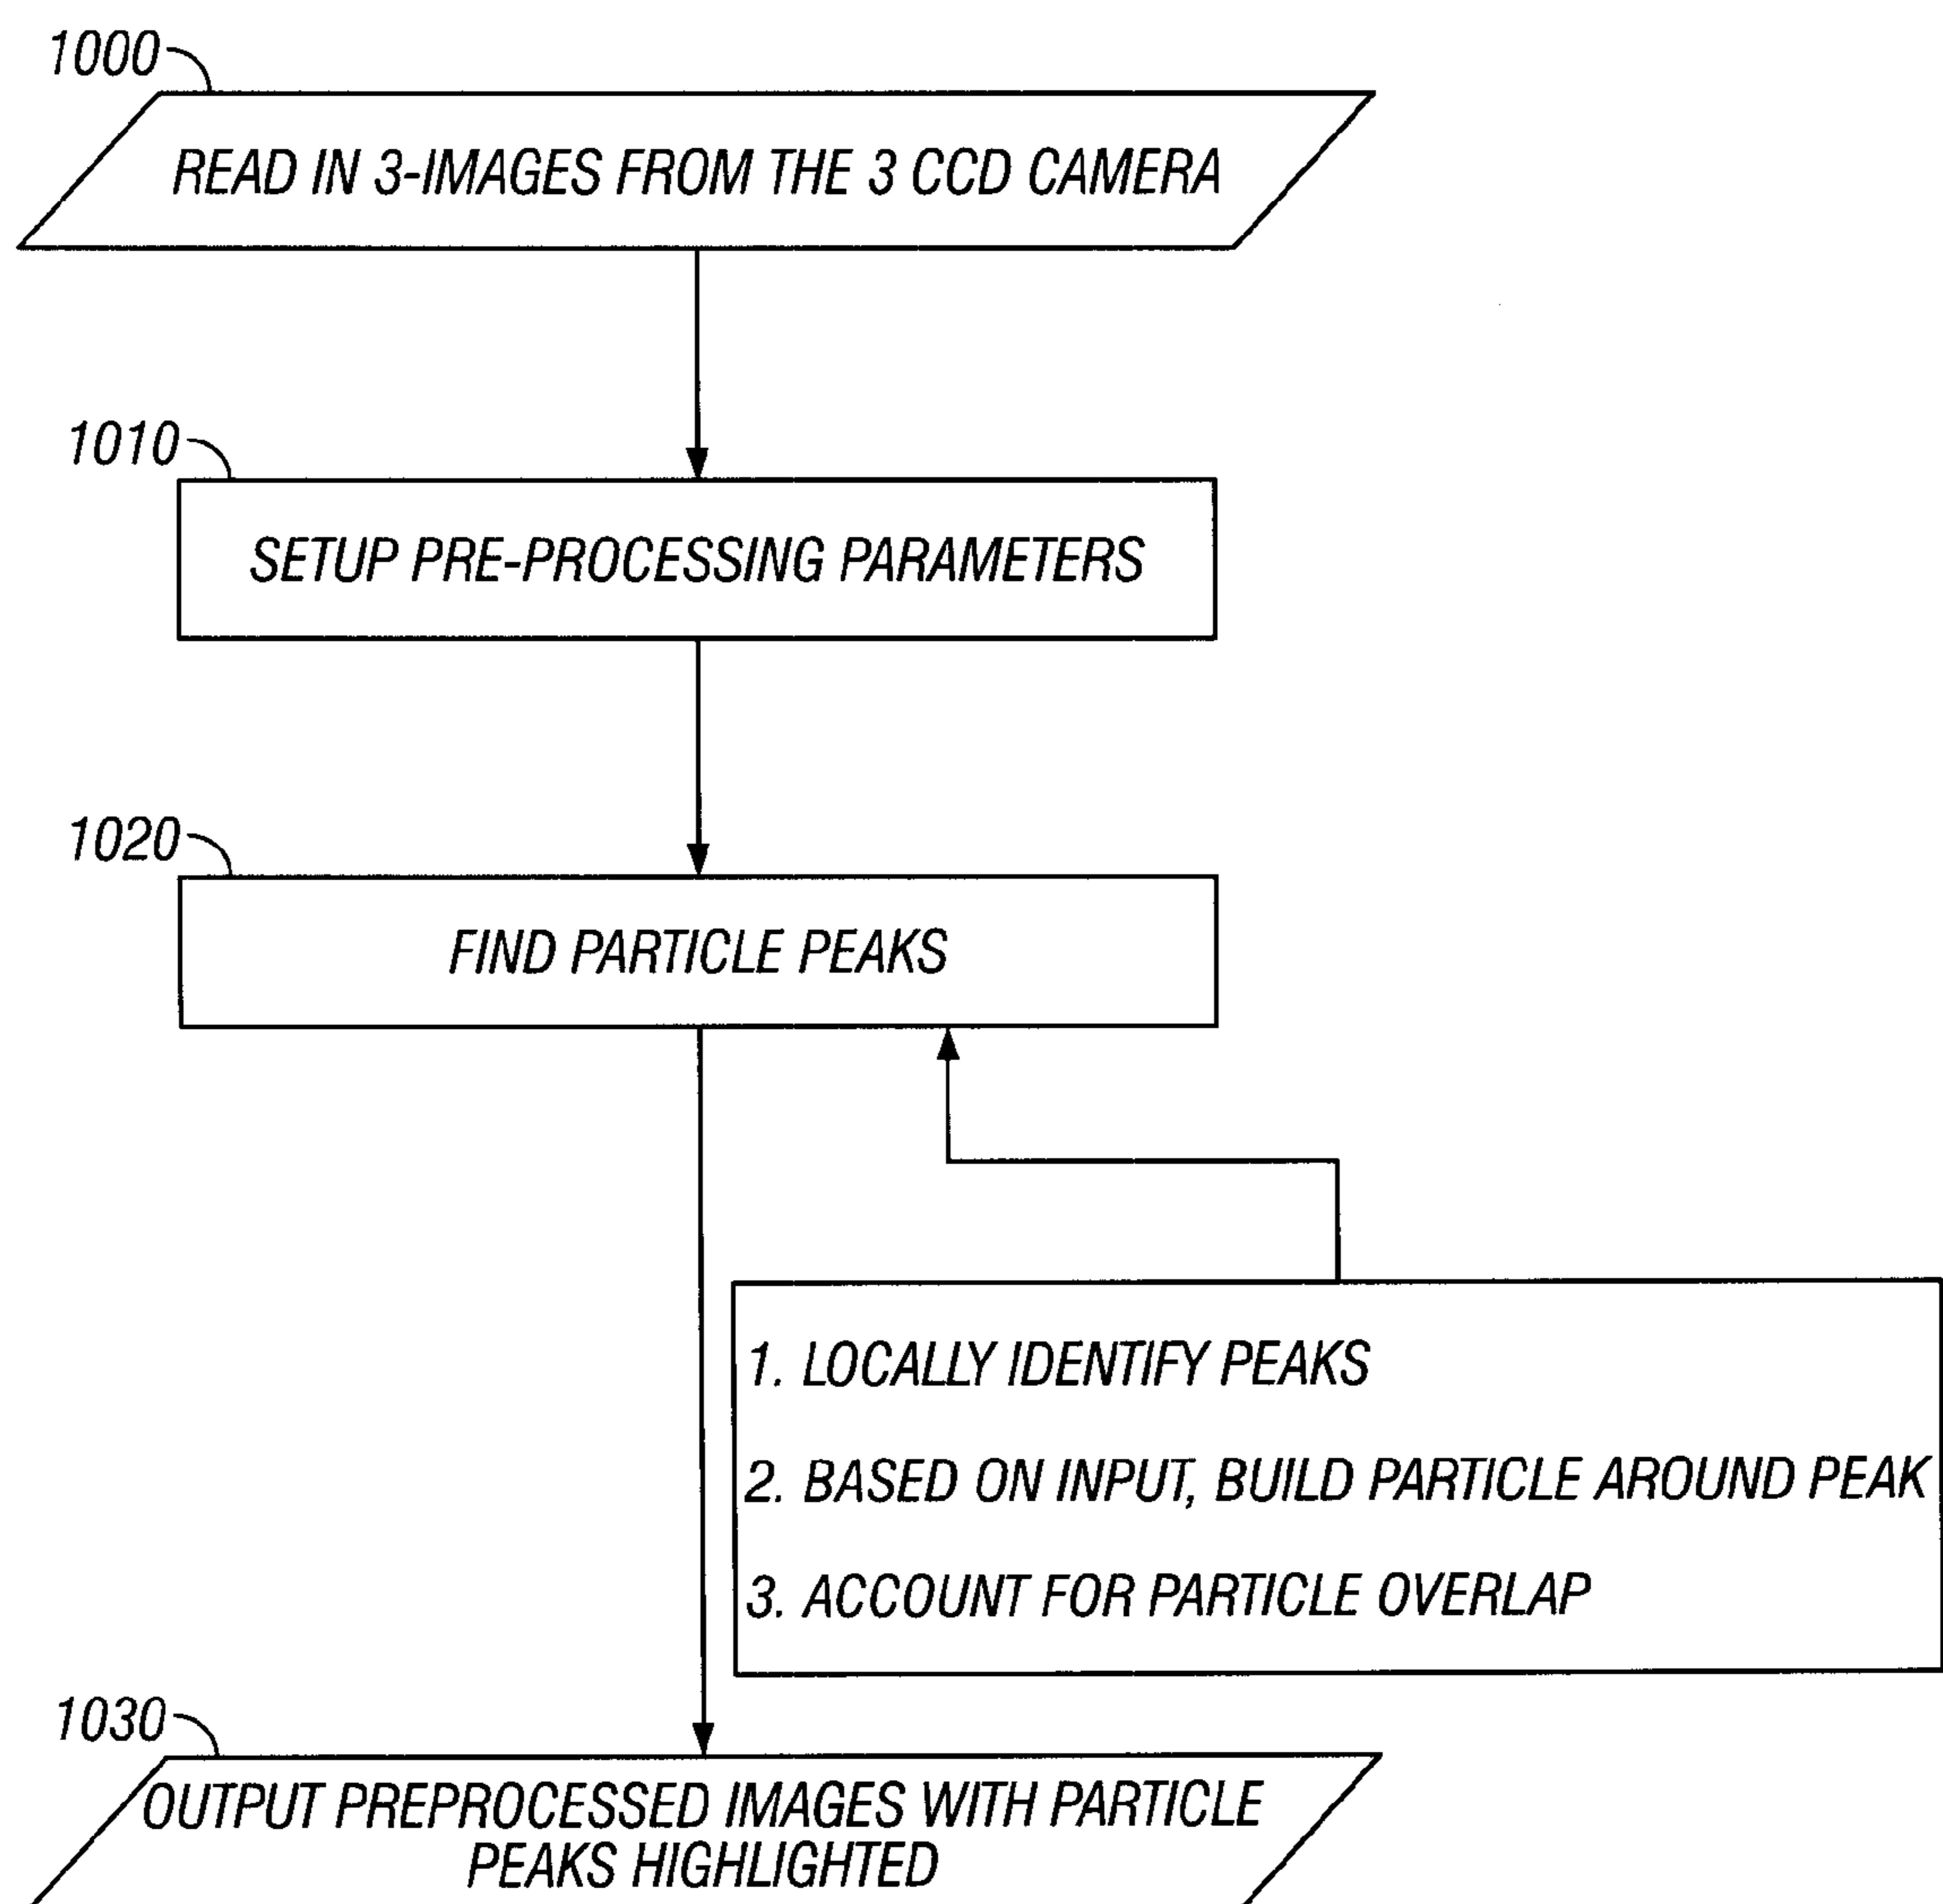 1000
READ IN 3-IMAGES FROM THE 3 CCD CAMERA
1010
SETUP PRE-PROCESSING PARAMETERS
1020
FIND PARTICLE PEAKS
1. LOCALLY IDENTIFY PEAKS
2. BASED ON INPUT, BUILD PARTICLE AROUND PEAK
3. ACCOUNT FOR PARTICLE OVERLAP
1030
OUTPUT PREPROCESSED IMAGES WITH PARTICLE
PEAKS HIGHLIGHTED